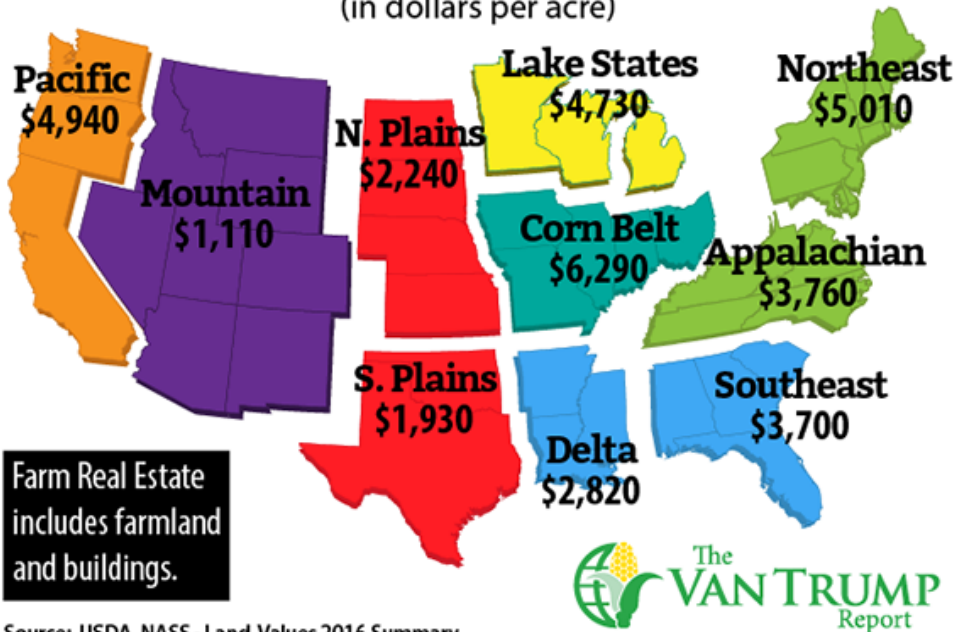 (in dollars per acre)
Pacific
$4,940
Mountain
$1,110
N. Plains
$2,240
Lake States
$4,730
Northeast
$5,010
Corn Belt
$6,290
Appalachian
$3,760
S. Plains
$1,930
Delta
$2,820
Southeast
$3,700
Farm Real Estate
includes farmland
and buildings.
The
VAN TRUMP
Report
Source: USDA, NASS, Land Values 2016 Summary